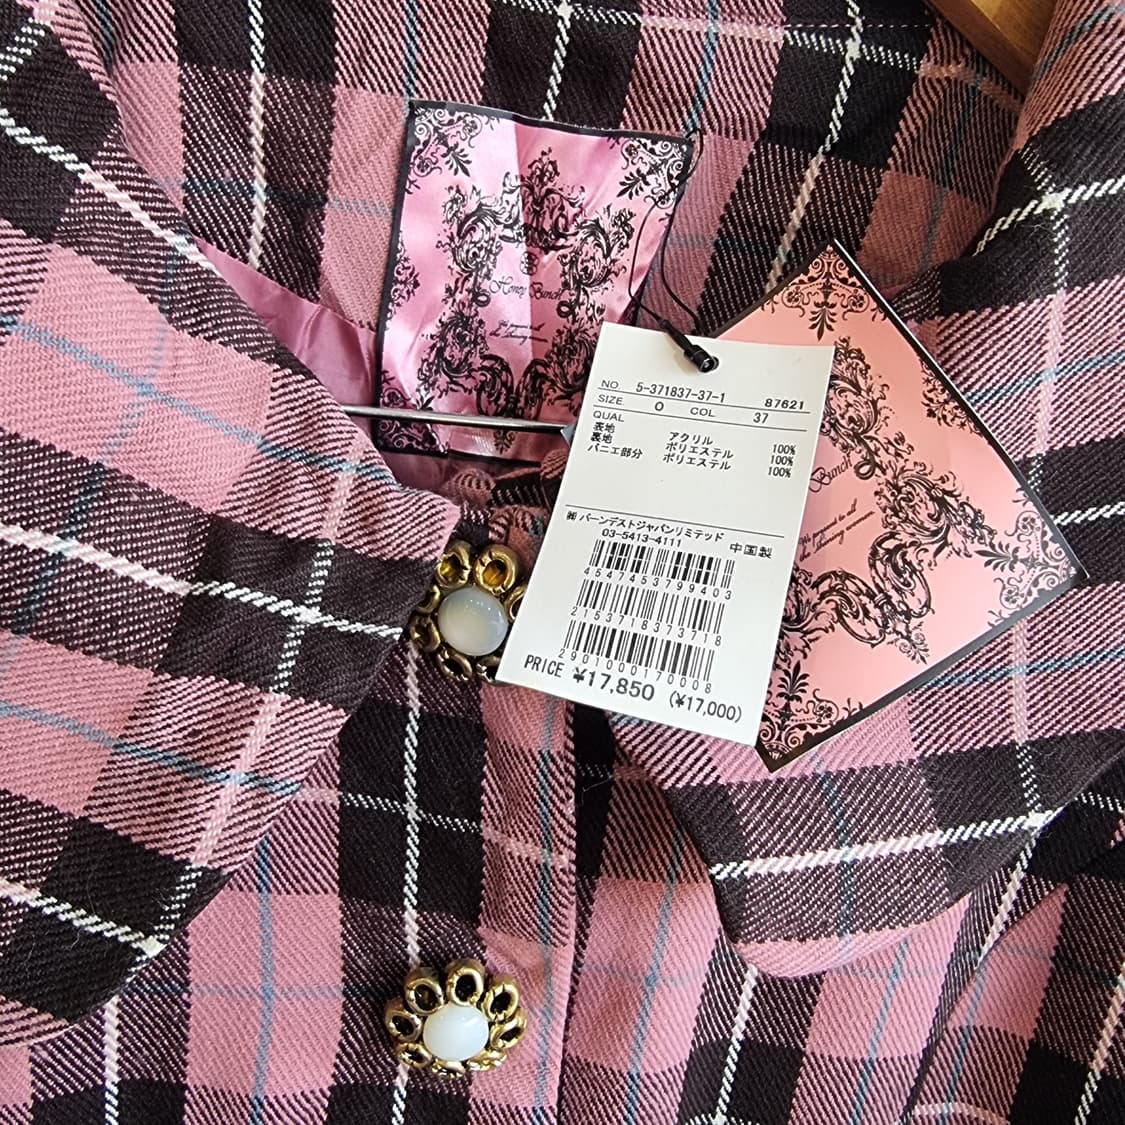 Honey Bunch
NO 5-371837-37-1 87621
SIZE 0 COL 37
QUAL
表地 アクリル 100%
裏地 ポリエステル 100%
パニエ部分 ポリエステル 100%
㈱ バーンデストジャパンリミテッド
03-5413-4111 中国製
4547453799403
2153718373718
2901000170008
PRICE ¥17,850 (¥17,000)
Bunch